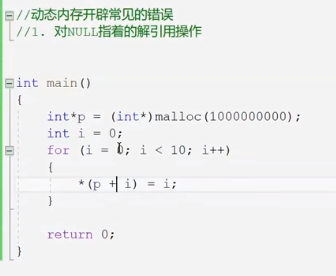 //动态内存开辟常见的错误
//1. 对NULL指着的解引用操作
int main()
{
int*p = (int*)malloc(1000000000);
int i = 0;
for (i = 0; i < 10; i++)
{
*(p + i) = i;
}
return 0;
}